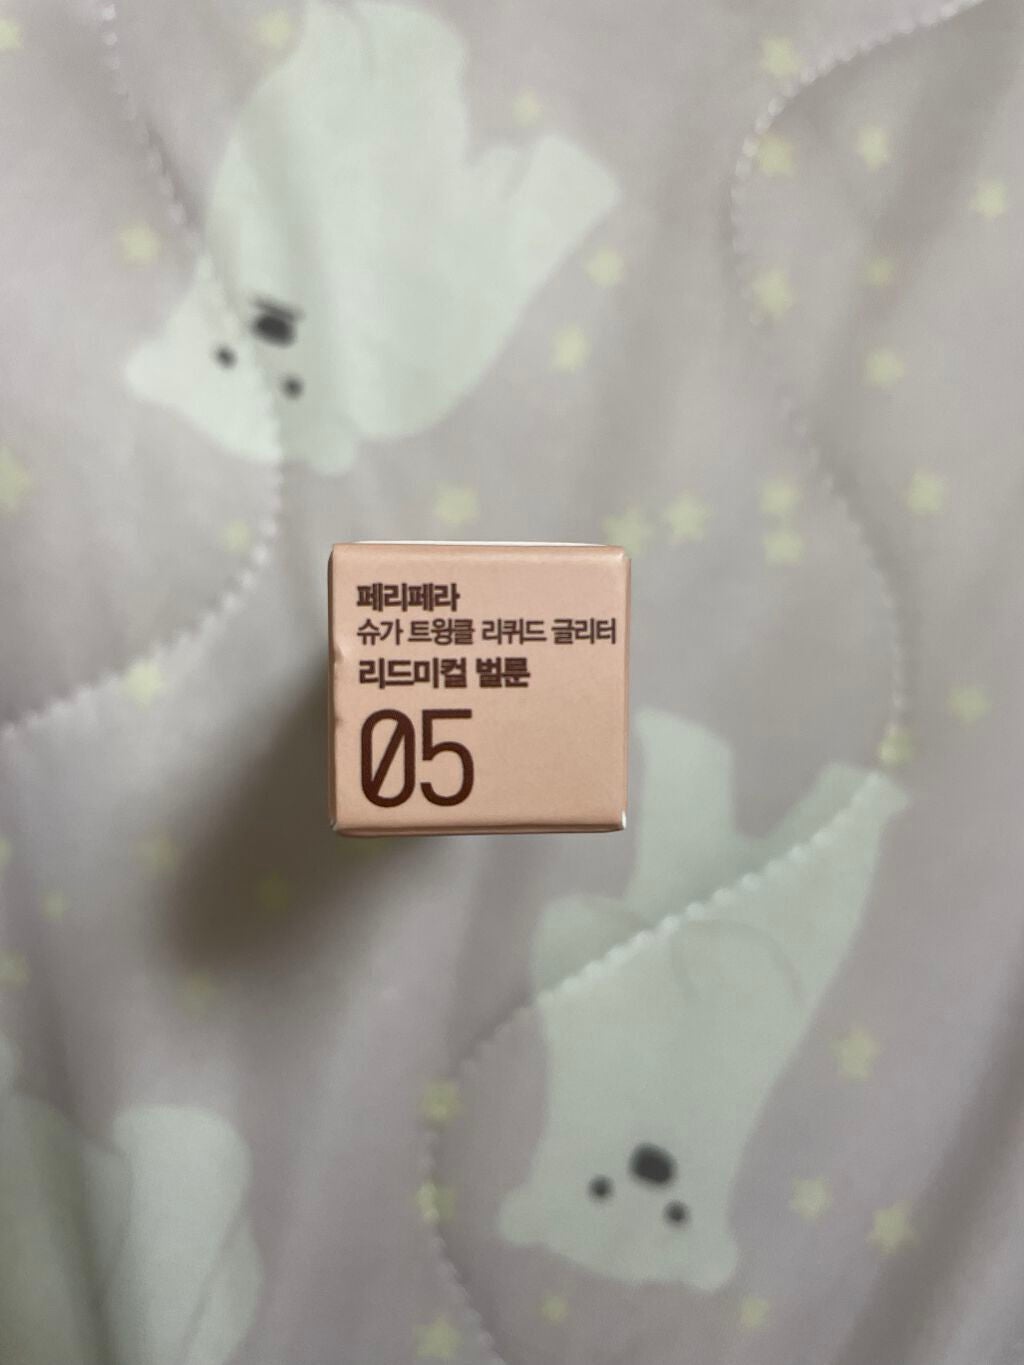 페리페라
슈가 트윙클 리퀴드 글리터
리드미컬 벌룬
05